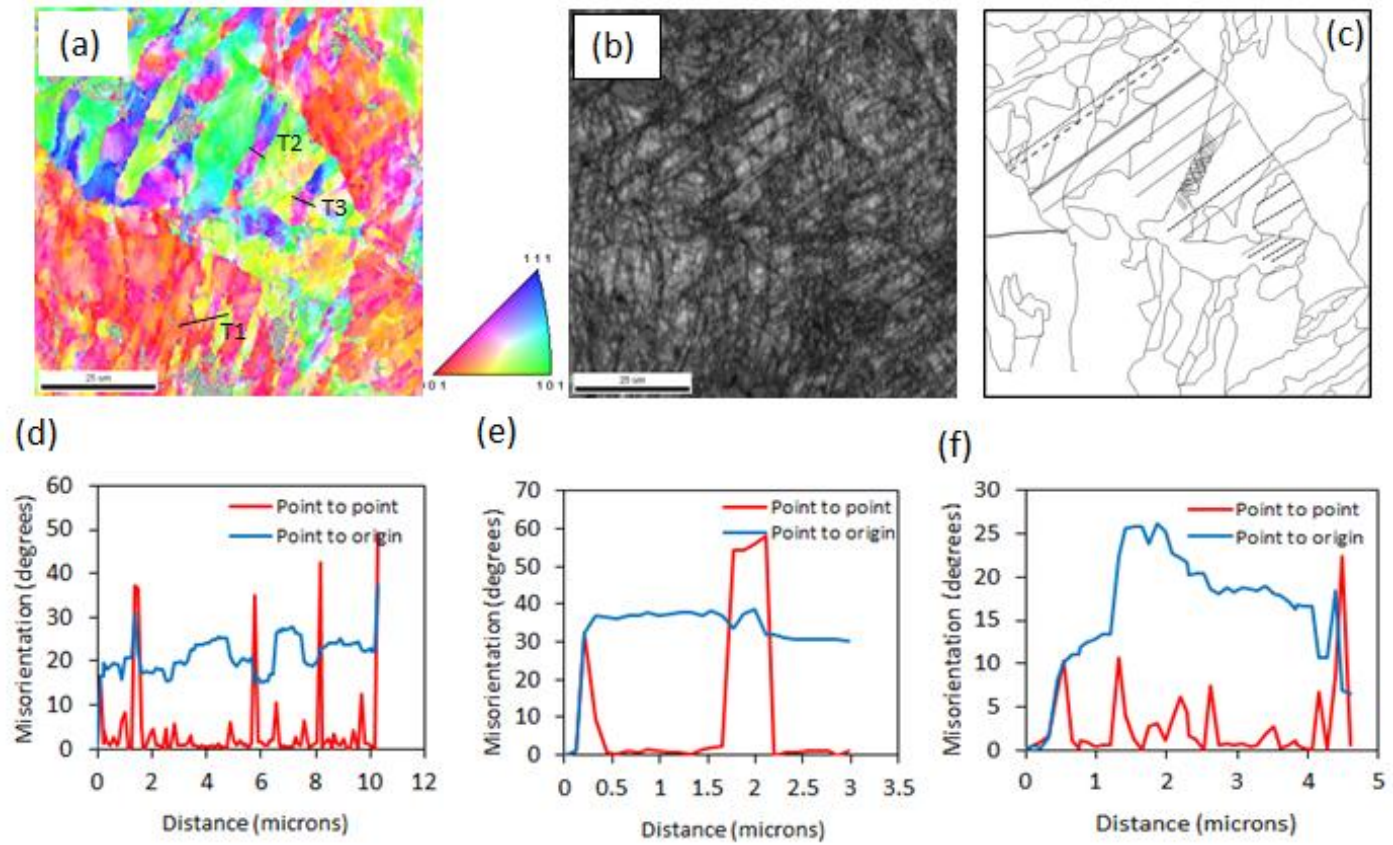 (a)
T2
T3
T1
25 um
1 1 1
0 0 1
1 0 1
(b)
25 um
(c)
(d)
Misorientation (degrees)
60
50
40
30
20
10
0
Point to point
Point to origin
0 2 4 6 8 10 12
Distance (microns)
(e)
Misorientation (degrees)
70
60
50
40
30
20
10
0
Point to point
Point to origin
0 0.5 1 1.5 2 2.5 3 3.5
Distance (microns)
(f)
Misorientation (degrees)
30
25
20
15
10
5
0
Point to point
Point to origin
0 1 2 3 4 5
Distance (microns)